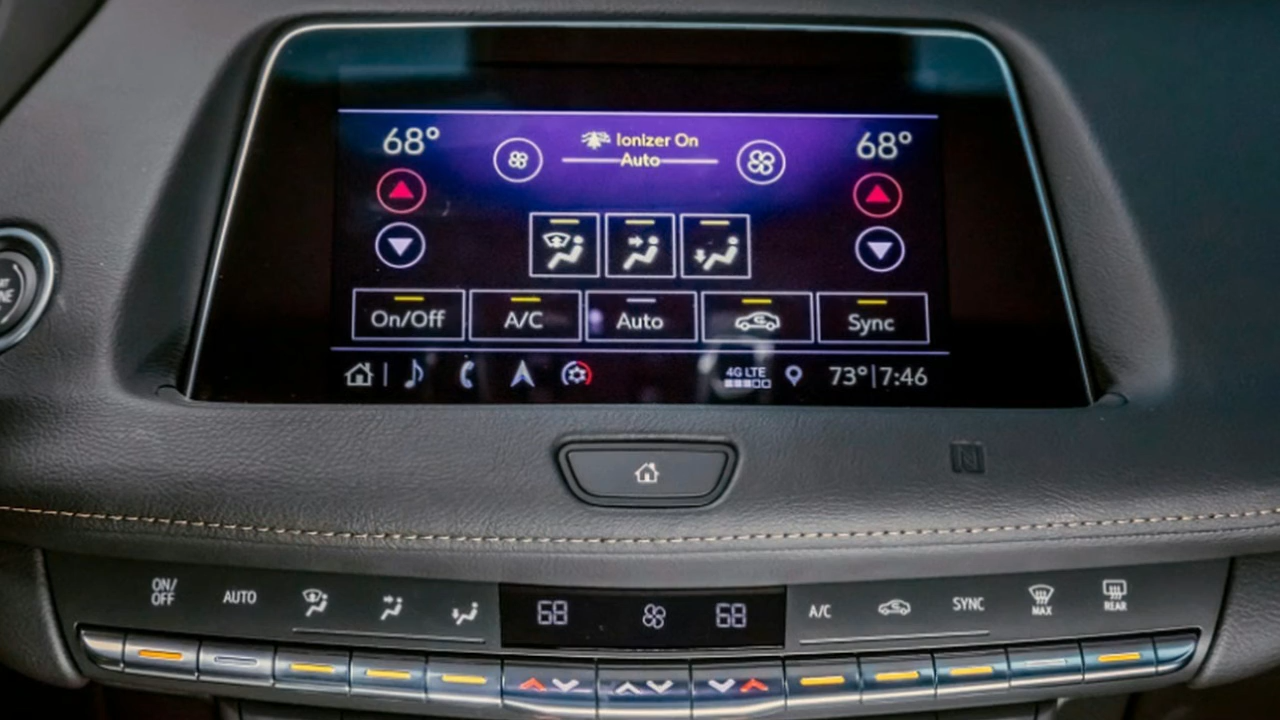 68°
Ionizer On
Auto
68°
On/Off
A/C
Auto
Sync
4G LTE
73° | 7:46
ON/
OFF
AUTO
68
68
A/C
SYNC
MAX
REAR